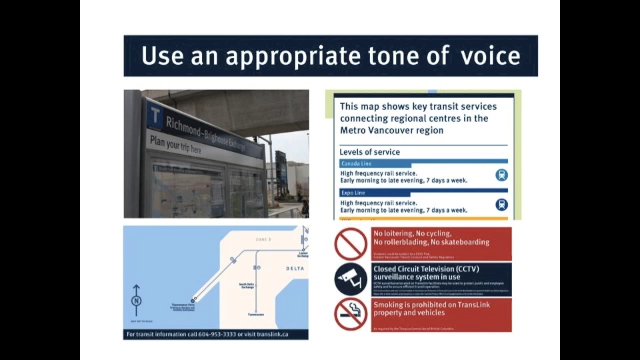 Use an appropriate tone of voice
T Richmond-Brighouse Exchange
Plan your trip here
This map shows key transit services
connecting regional centres in the
Metro Vancouver region
Levels of service
Canada Line
High frequency rail service.
Early morning to late evening, 7 days a week.
Expo Line
High frequency rail service.
Early morning to late evening, 7 days a week.
DELTA
N
For transit information call 604-953-3333 or visit translink.ca
No loitering, No cycling,
No rollerblading, No skateboarding
Closed Circuit Television (CCTV)
surveillance system in use
Smoking is prohibited on TransLink
property and vehicles